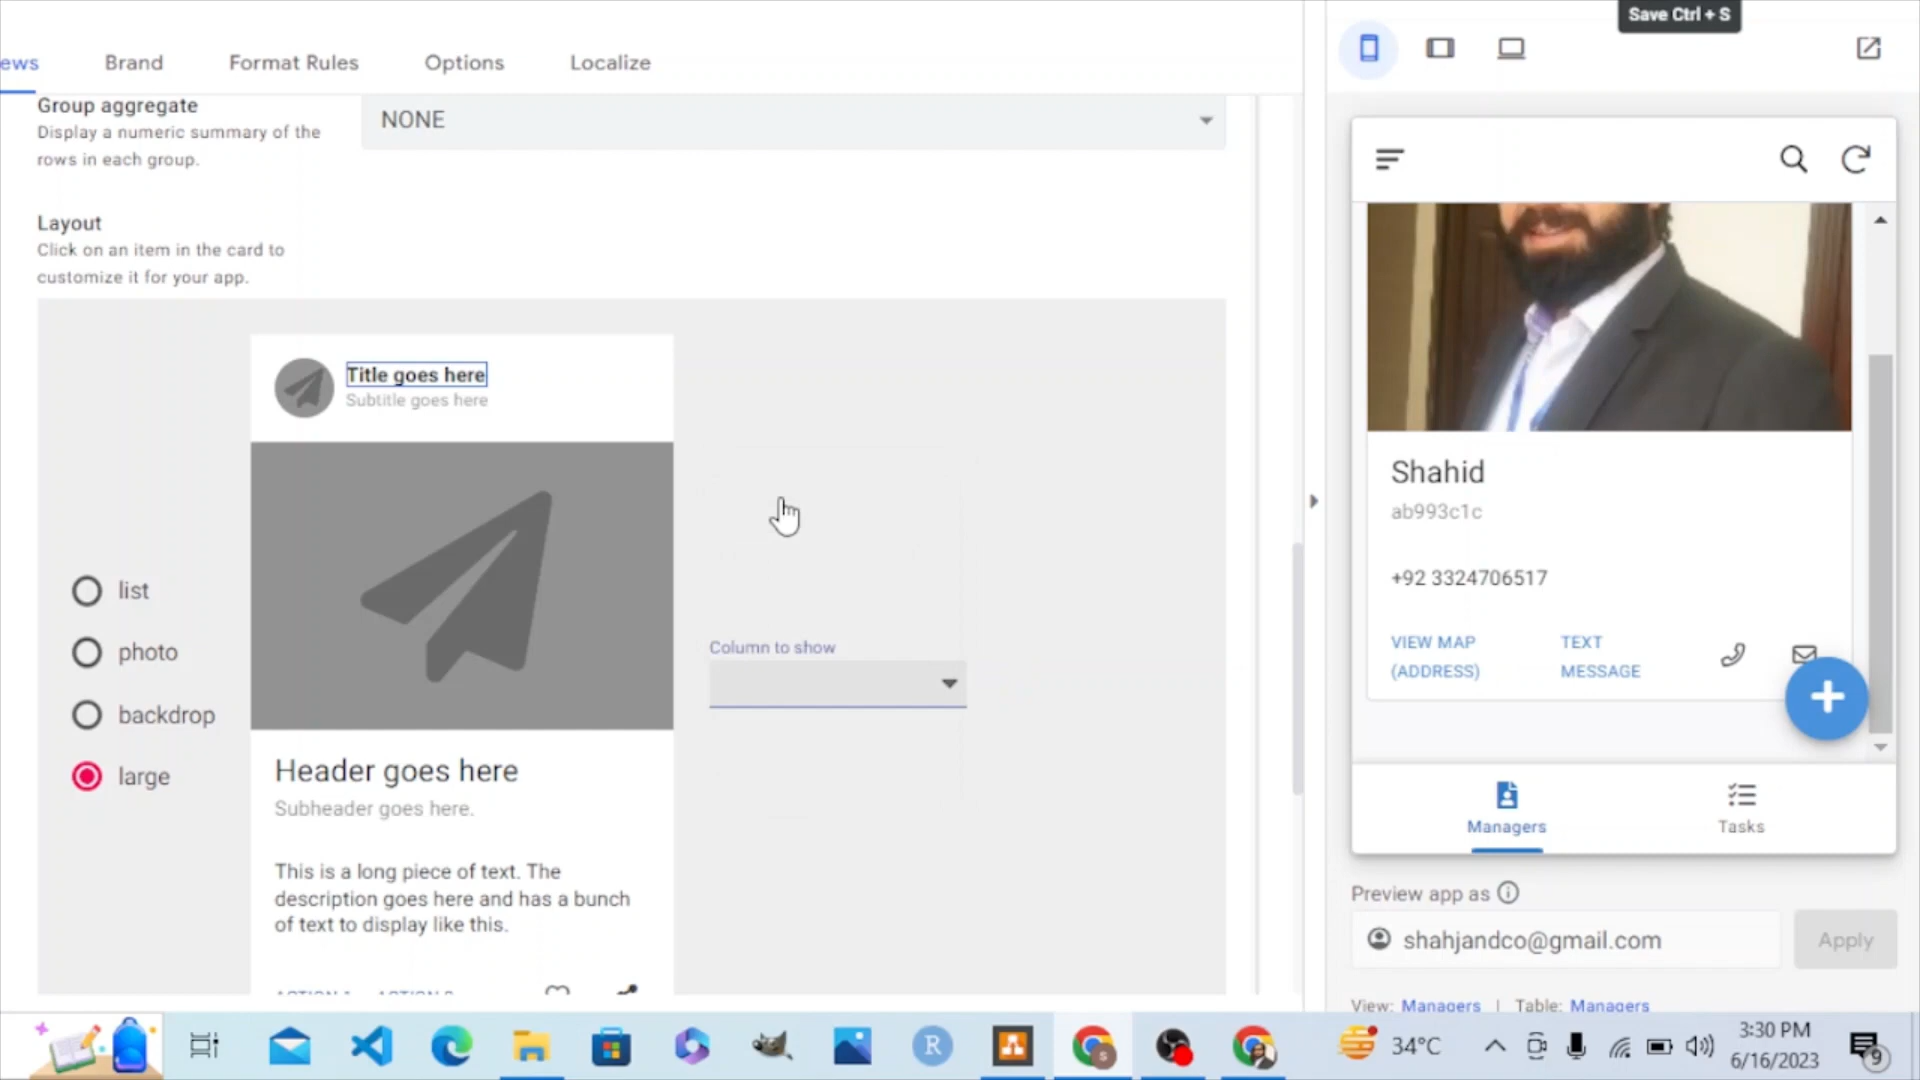 Save Ctrl + S
ews
Brand
Format Rules
Options
Localize
Group aggregate
Display a numeric summary of the
rows in each group.
NONE
Layout
Click on an item in the card to
customize it for your app.
Title goes here
Subtitle goes here
list
photo
backdrop
large
Column to show
Header goes here
Subheader goes here.
This is a long piece of text. The
description goes here and has a bunch
of text to display like this.
Shahid
ab993c1c
+92 3324706517
VIEW MAP
(ADDRESS)
TEXT
MESSAGE
Managers
Tasks
Preview app as
shahjandco@gmail.com
Apply
View: Managers | Table: Managers
R
34°C
3:30 PM
6/16/2023
9